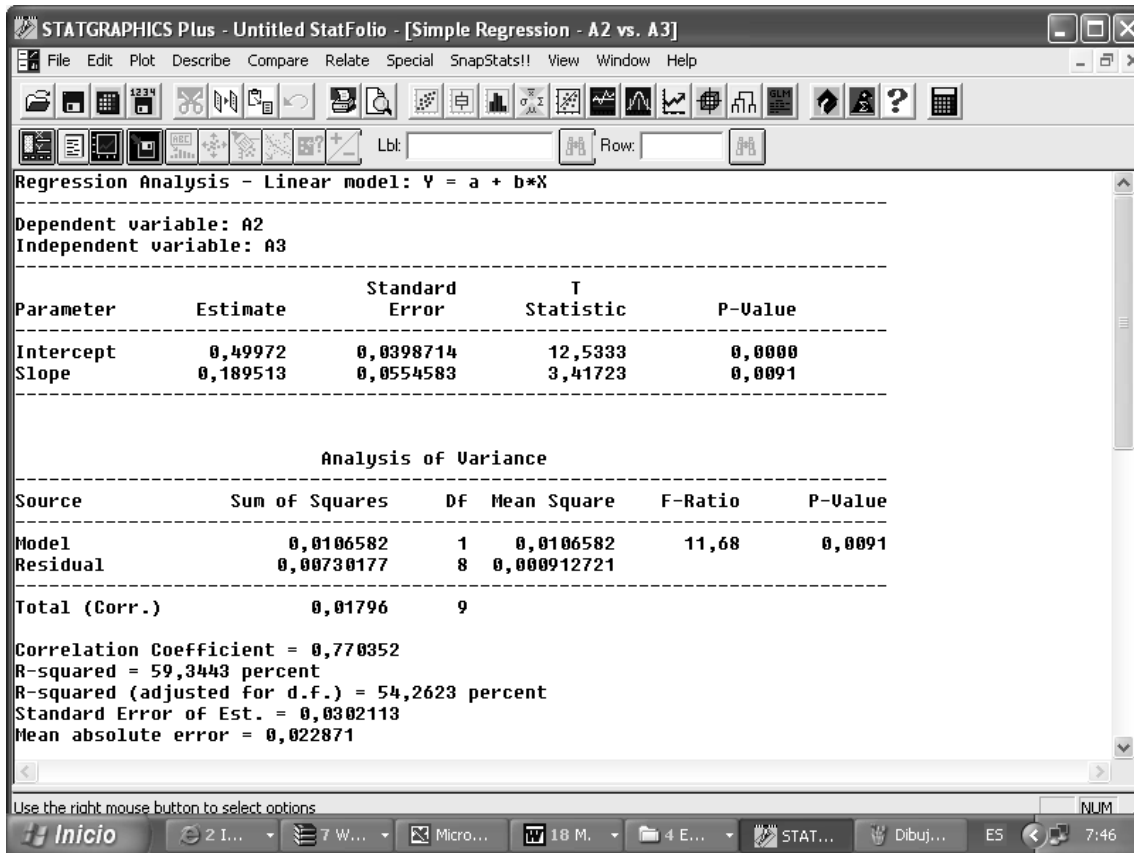 STATGRAPHICS Plus - Untitled StatFolio - [Simple Regression - A2 vs. A3]
File Edit Plot Describe Compare Relate Special SnapStats!! View Window Help
1234
GLM
ABC
Lbl: Row:
Regression Analysis - Linear model: Y = a + b*X
Dependent variable: A2
Independent variable: A3
Standard T
Parameter Estimate Error Statistic P-Value
Intercept 0,49972 0,0398714 12,5333 0,0000
Slope 0,189513 0,0554583 3,41723 0,0091
Analysis of Variance
Source Sum of Squares Df Mean Square F-Ratio P-Value
Model 0,0106582 1 0,0106582 11,68 0,0091
Residual 0,00730177 8 0,000912721
Total (Corr.) 0,01796 9
Correlation Coefficient = 0,770352
R-squared = 59,3443 percent
R-squared (adjusted for d.f.) = 54,2623 percent
Standard Error of Est. = 0,0302113
Mean absolute error = 0,022871
Use the right mouse button to select options NUM
Inicio 2 I... 7 W... Micro... 18 M. 4 E... STAT... Dibuj... ES 7:46